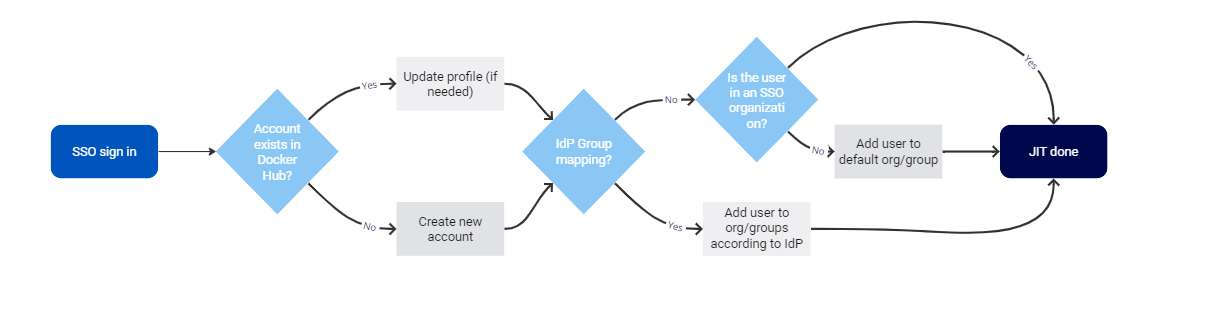 SSO sign in
Account
exists in
Docker
Hub?
Yes
Update profile (if
needed)
No
Create new
account
IdP Group
mapping?
No
Is the user
in an SSO
organizati
on?
Yes
No
Add user to
default org/group
Yes
Add user to
org/groups
according to IdP
JIT done